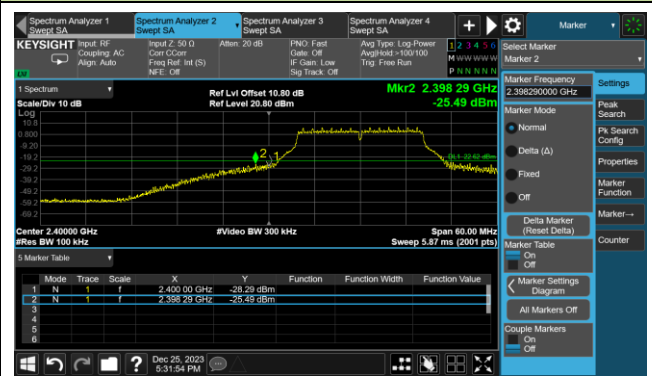 Spectrum Analyzer 1
Swept SA
Spectrum Analyzer 2
Swept SA
Spectrum Analyzer 3
Swept SA
Spectrum Analyzer 4
Swept SA
+
Marker
KEYSIGHT
Input: RF
Coupling: AC
Align: Auto
Input Z: 50 Ω
Corr CCorr
Freq Ref: Int (S)
NFE: Off
Atten: 20 dB
PNO: Fast
Gate: Off
IF Gain: Low
Sig Track: Off
Avg Type: Log-Power
Avg|Hold:>100/100
Trig: Free Run
1 2 3 4 5 6
M W W W W W
P N N N N N
Select Marker
Marker 2
1 Spectrum
Scale/Div 10 dB
Ref Lvl Offset 10.80 dB
Ref Level 20.80 dBm
Mkr2 2.398 29 GHz
-25.49 dBm
Log
10.8
0.800
-9.20
-19.2
-29.2
-39.2
-49.2
-59.2
-69.2
2
1
DL1 -22.62 dBm
Center 2.40000 GHz
#Video BW 300 kHz
Span 60.00 MHz
#Res BW 100 kHz
Sweep 5.87 ms (2001 pts)
5 Marker Table
Mode Trace Scale X Y Function Function Width Function Value
1 N 1 f 2.400 00 GHz -28.29 dBm
2 N 1 f 2.398 29 GHz -25.49 dBm
3
4
5
6
Marker Frequency
2.398290000 GHz
Marker Mode
Normal
Delta (Δ)
Fixed
Off
Delta Marker
(Reset Delta)
Marker Table
On
Off
Marker Settings
Diagram
All Markers Off
Couple Markers
On
Off
Settings
Peak
Search
Pk Search
Config
Properties
Marker
Function
Marker→
Counter
?
Dec 25, 2023
5:31:54 PM